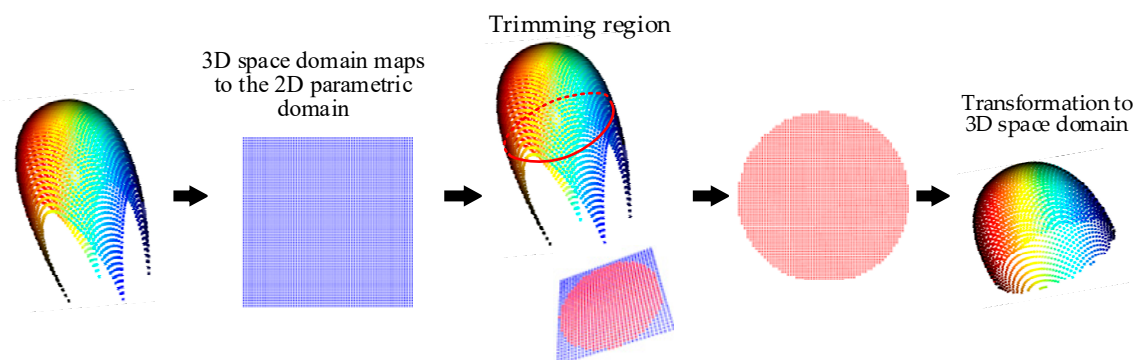 3D space domain maps
to the 2D parametric
domain
Trimming region
Transformation to
3D space domain